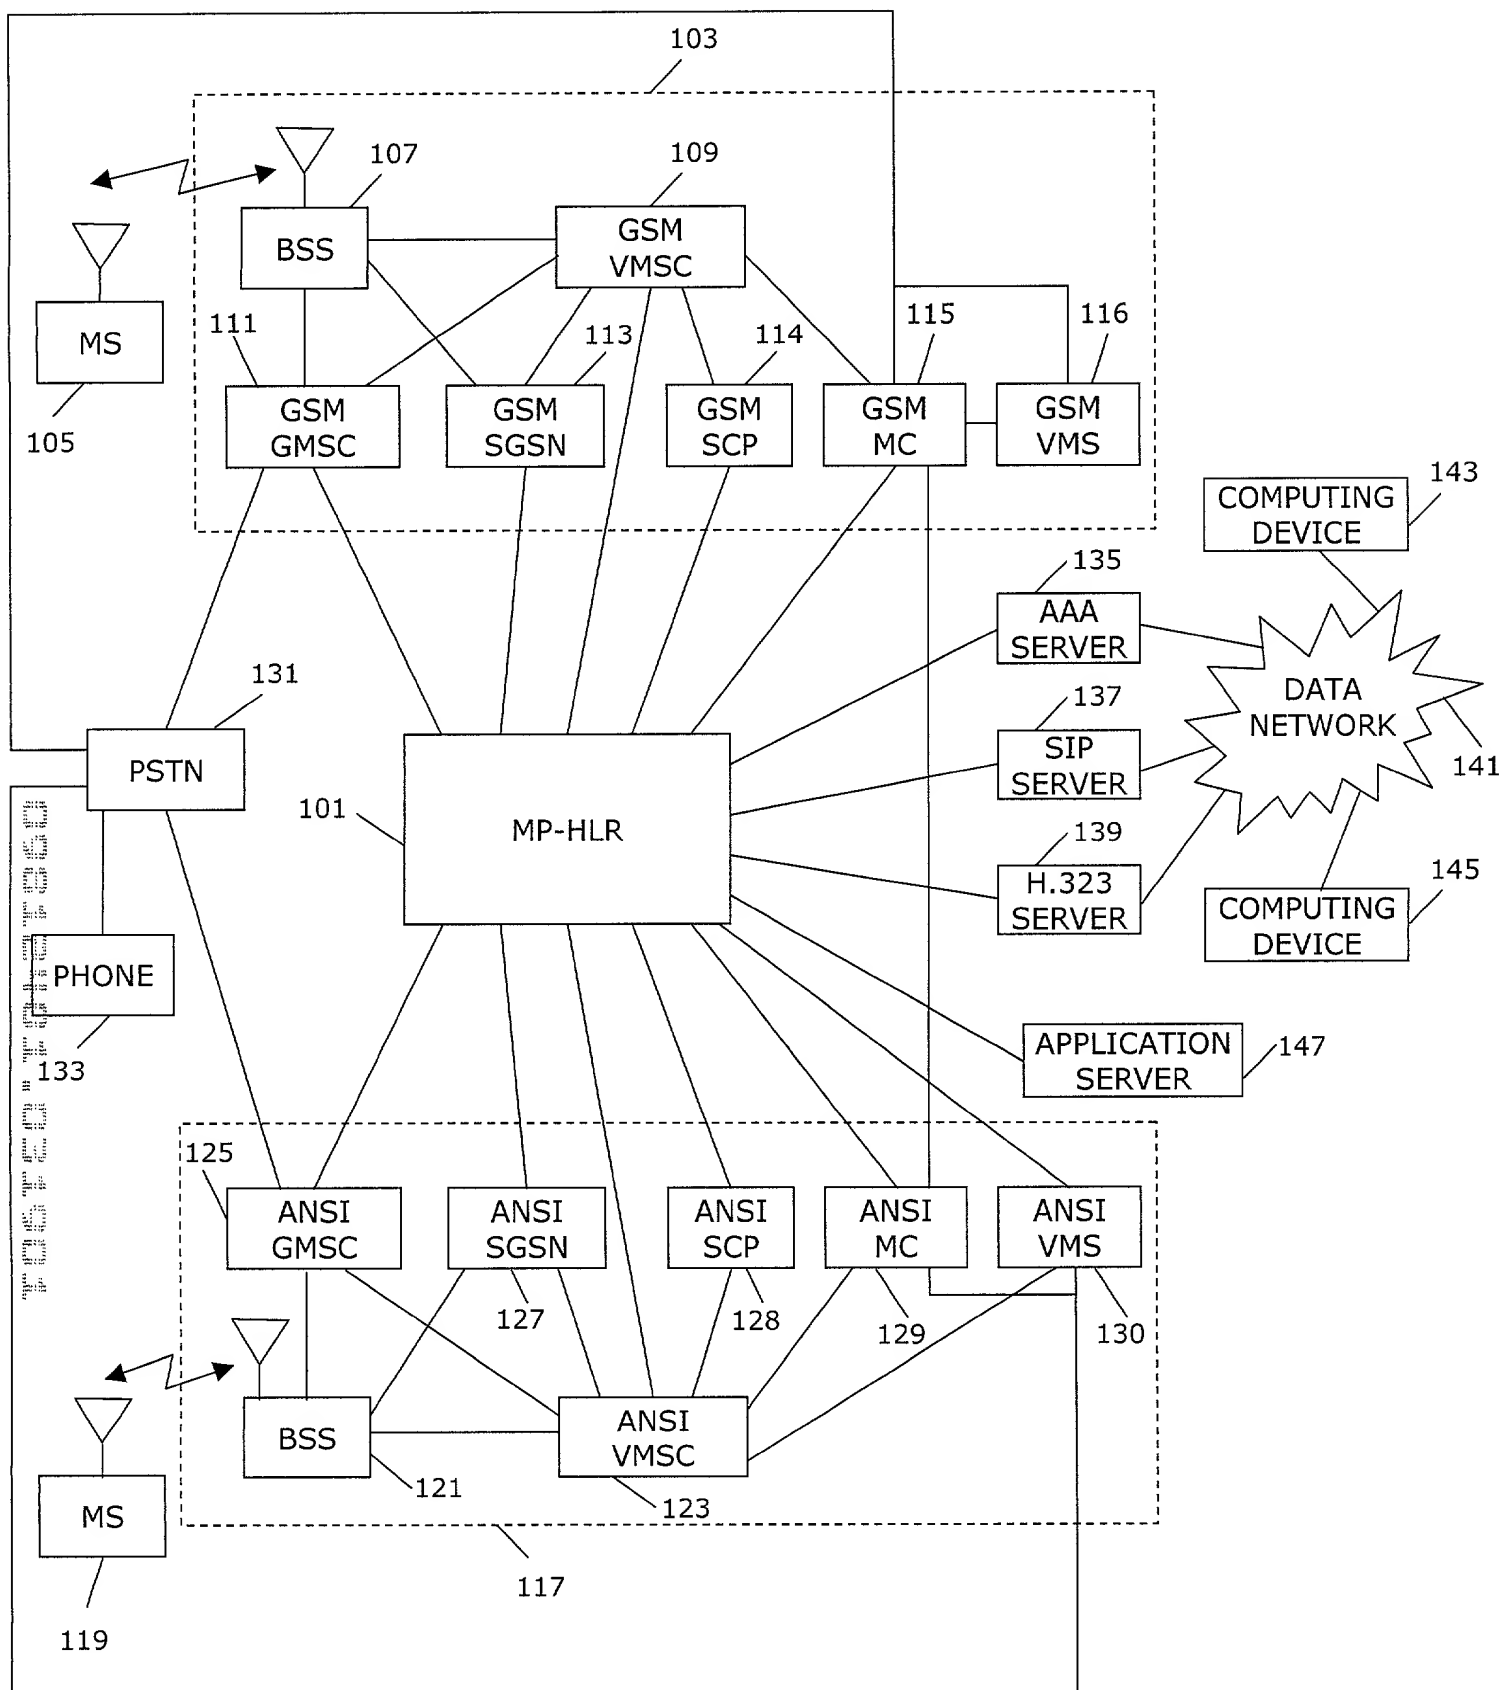 103
107
109
BSS
GSM
VMSC
MS
105
111
113
114
115
116
GSM
GMSC
GSM
SGSN
GSM
SCP
GSM
MC
GSM
VMS
COMPUTING
DEVICE
143
135
AAA
SERVER
131
137
DATA
NETWORK
141
PSTN
SIP
SERVER
101
MP-HLR
139
H.323
SERVER
145
COMPUTING
DEVICE
PHONE
133
APPLICATION
SERVER
147
125
ANSI
GMSC
ANSI
SGSN
ANSI
SCP
ANSI
MC
ANSI
VMS
127
128
129
130
BSS
121
ANSI
VMSC
123
MS
119
117